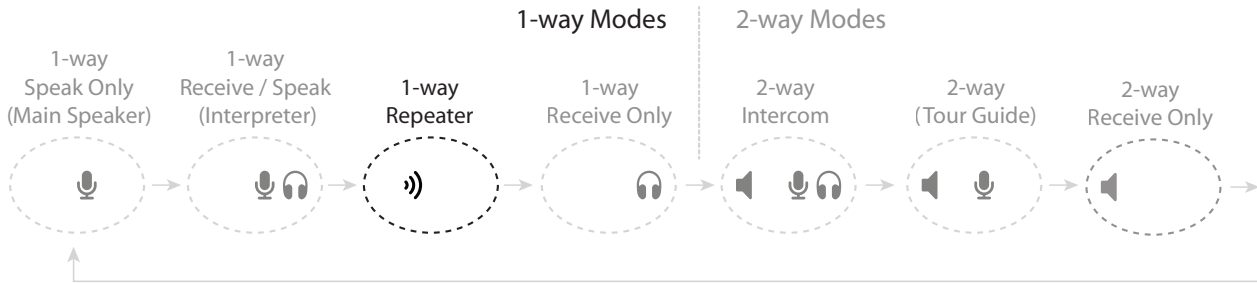 1-way Modes
2-way Modes
1-way
Speak Only
(Main Speaker)
1-way
Receive / Speak
(Interpreter)
1-way
Repeater
1-way
Receive Only
2-way
Intercom
2-way
(Tour Guide)
2-way
Receive Only